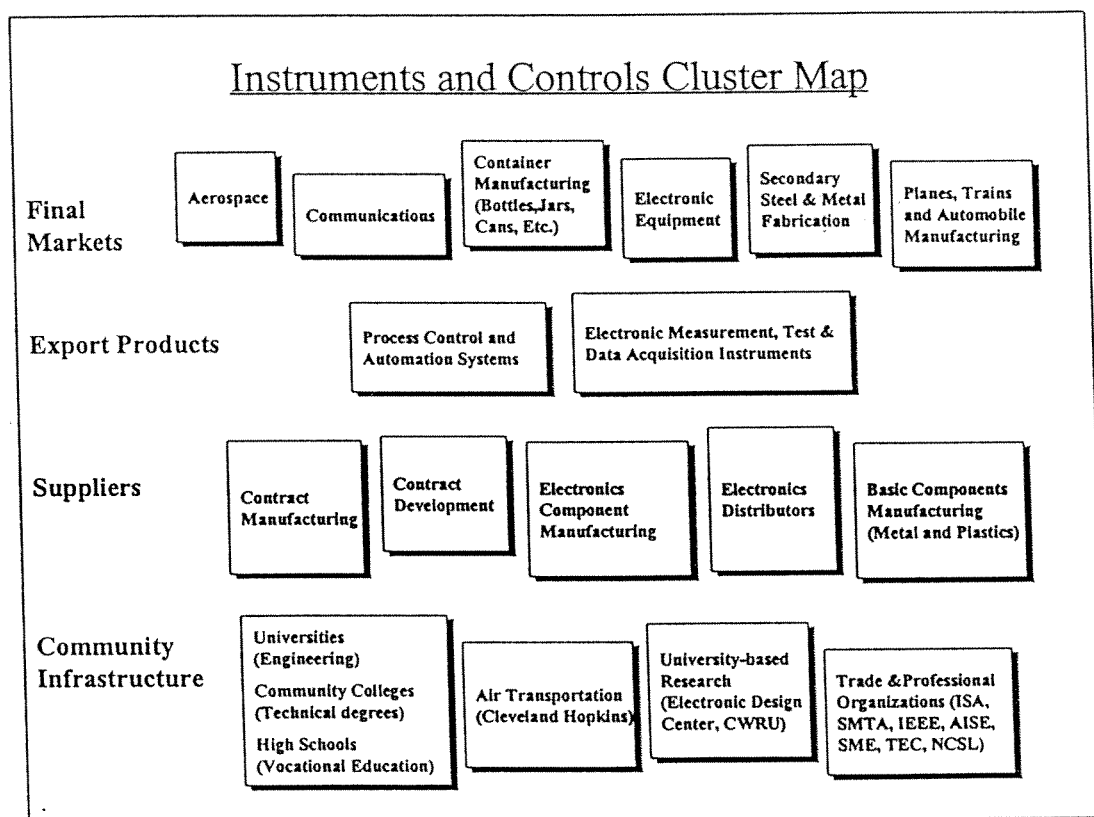 Instruments and Controls Cluster Map
Final
Markets
Aerospace
Communications
Container
Manufacturing
(Bottles,Jars,
Cans, Etc.)
Electronic
Equipment
Secondary
Steel & Metal
Fabrication
Planes, Trains
and Automobile
Manufacturing
Export Products
Process Control and
Automation Systems
Electronic Measurement, Test &
Data Acquisition Instruments
Suppliers
Contract
Manufacturing
Contract
Development
Electronics
Component
Manufacturing
Electronics
Distributors
Basic Components
Manufacturing
(Metal and Plastics)
Community
Infrastructure
Universities
(Engineering)
Community Colleges
(Technical degrees)
High Schools
(Vocational Education)
Air Transportation
(Cleveland Hopkins)
University-based
Research
(Electronic Design
Center, CWRU)
Trade &Professional
Organizations (ISA,
SMTA, IEEE, AISE,
SME, TEC, NCSL)